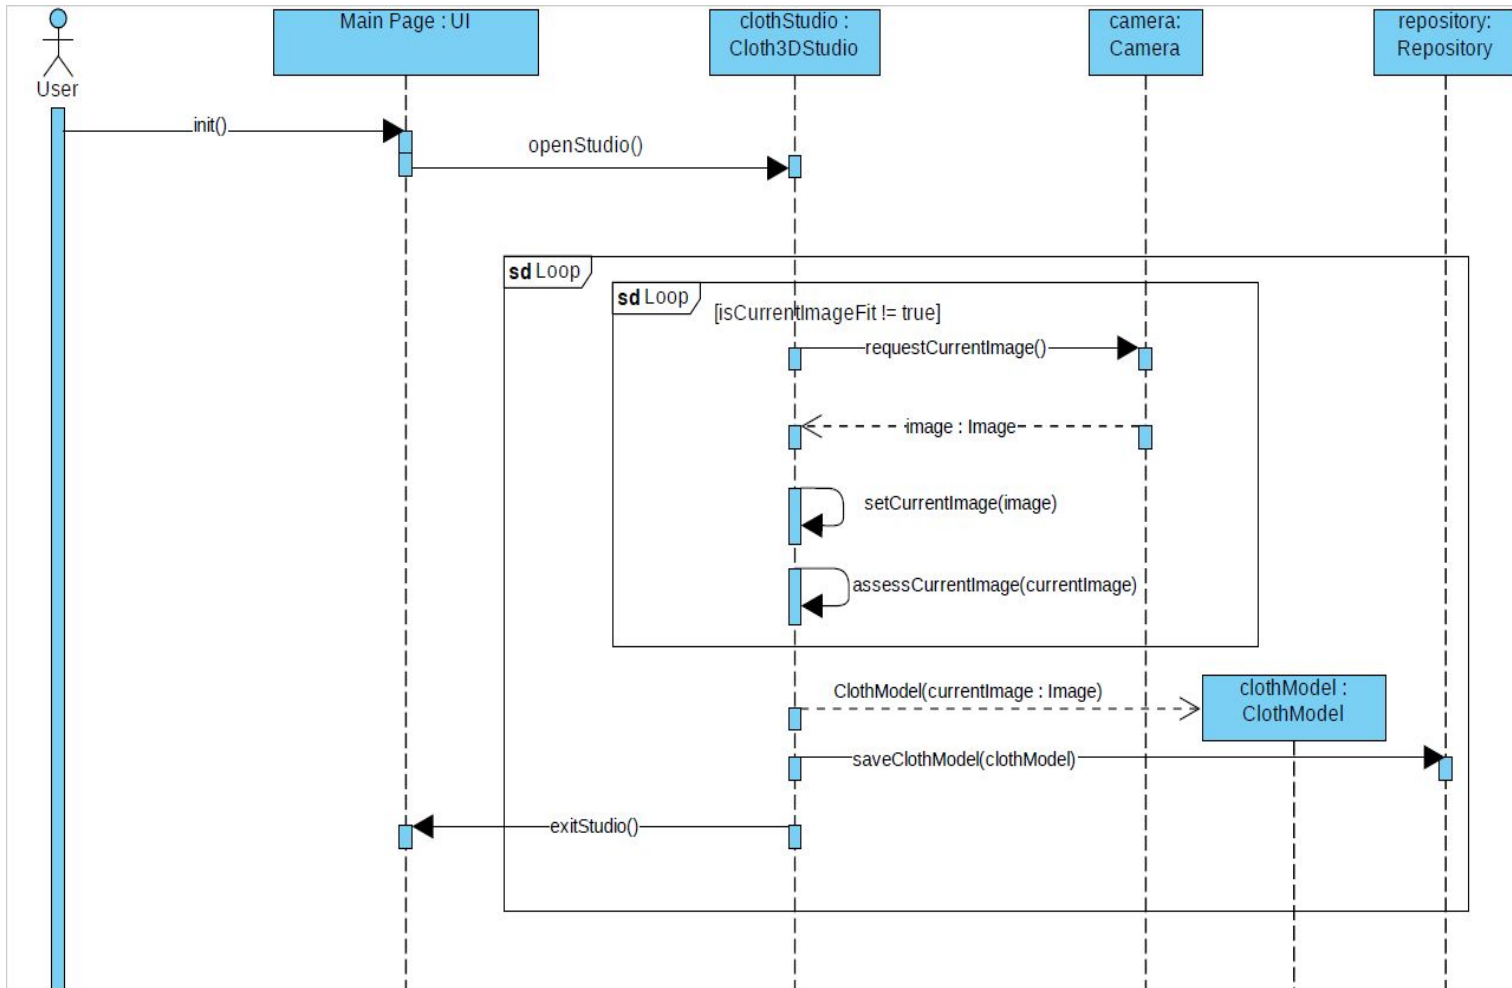 Main Page : UI
clothStudio :
Cloth3DStudio
camera:
Camera
repository:
Repository
User
init()
openStudio()
sd Loop
sd Loop
[isCurrentImageFit != true]
requestCurrentImage()
image : Image
setCurrentImage(image)
assessCurrentImage(currentImage)
ClothModel(currentImage : Image)
clothModel :
ClothModel
saveClothModel(clothModel)
exitStudio()